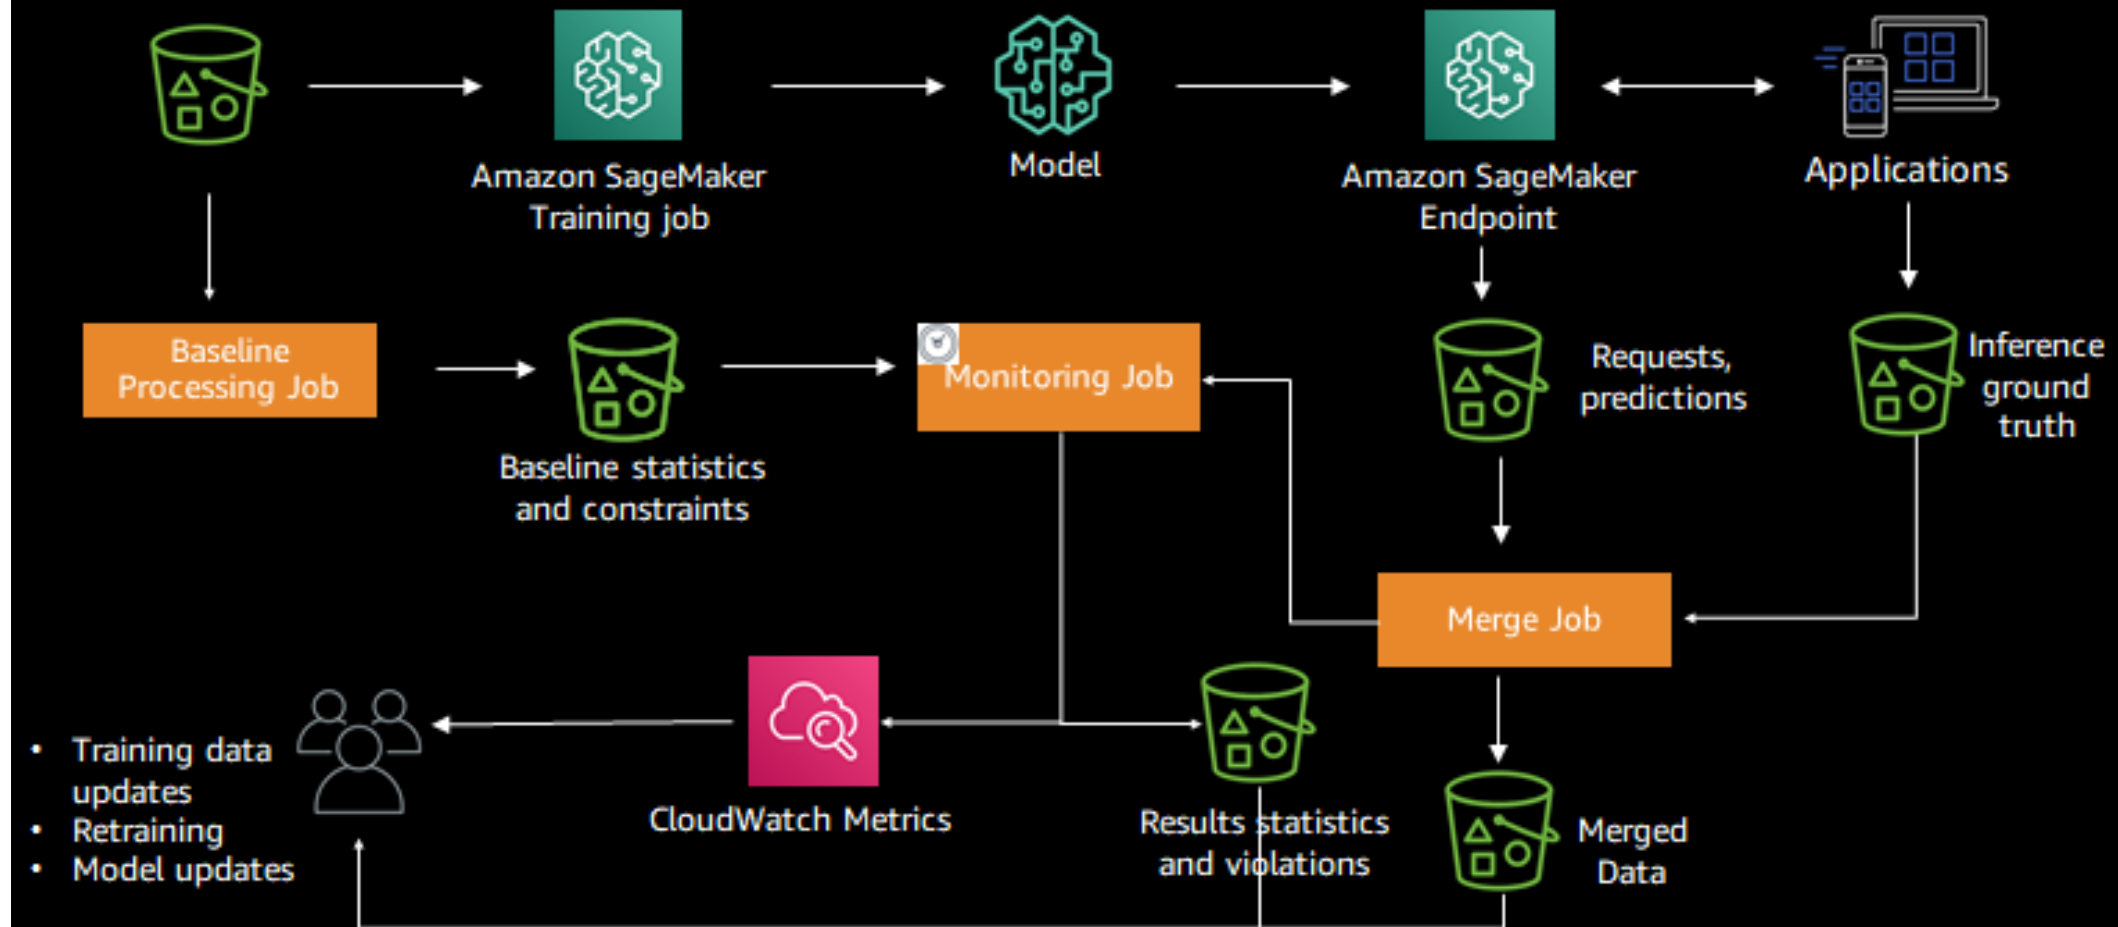 Amazon SageMaker
Training job
Model
Amazon SageMaker
Endpoint
Applications
Baseline
Processing Job
Baseline statistics
and constraints
Monitoring Job
Requests,
predictions
Inference
ground
truth
Merge Job
• Training data
updates
• Retraining
• Model updates
CloudWatch Metrics
Results statistics
and violations
Merged
Data